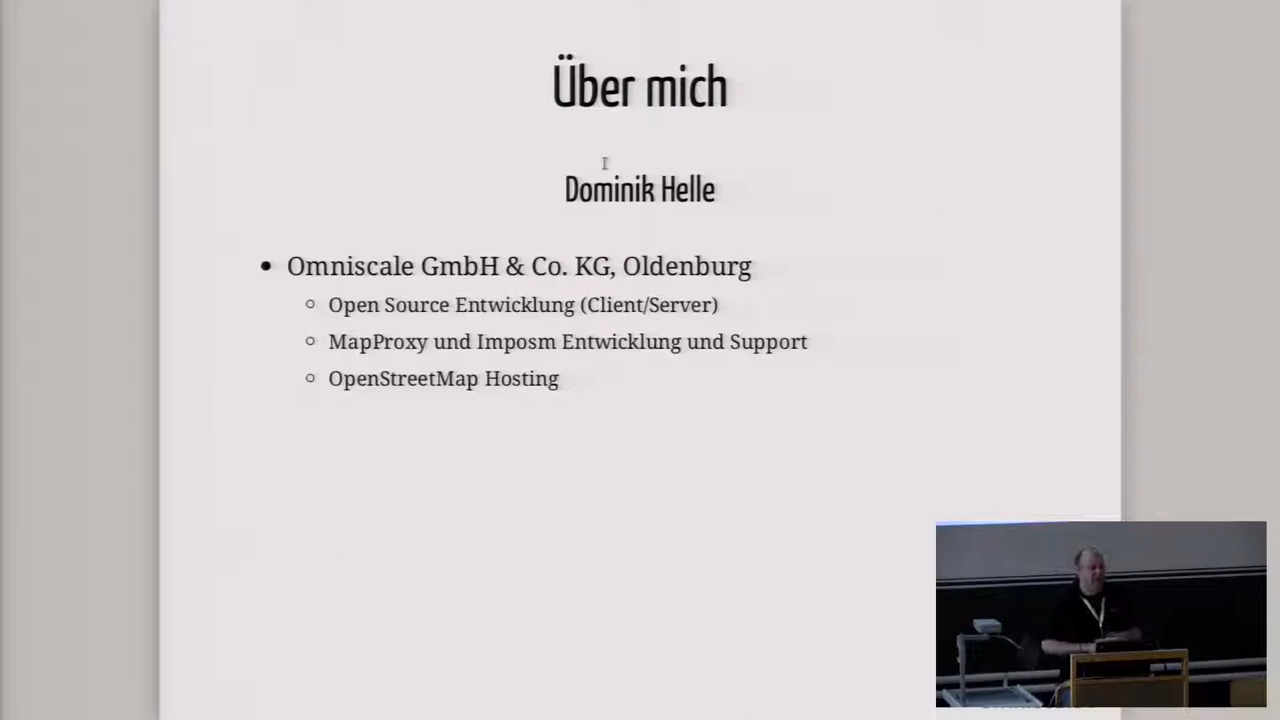 Über mich
Dominik Helle
Omniscale GmbH & Co. KG, Oldenburg
Open Source Entwicklung (Client/Server)
MapProxy und Imposm Entwicklung und Support
OpenStreetMap Hosting